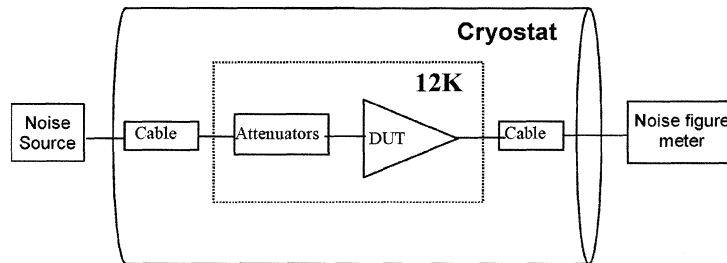 Cryostat
12K
Noise
Source
Cable
Attenuators
DUT
Cable
Noise figure
meter